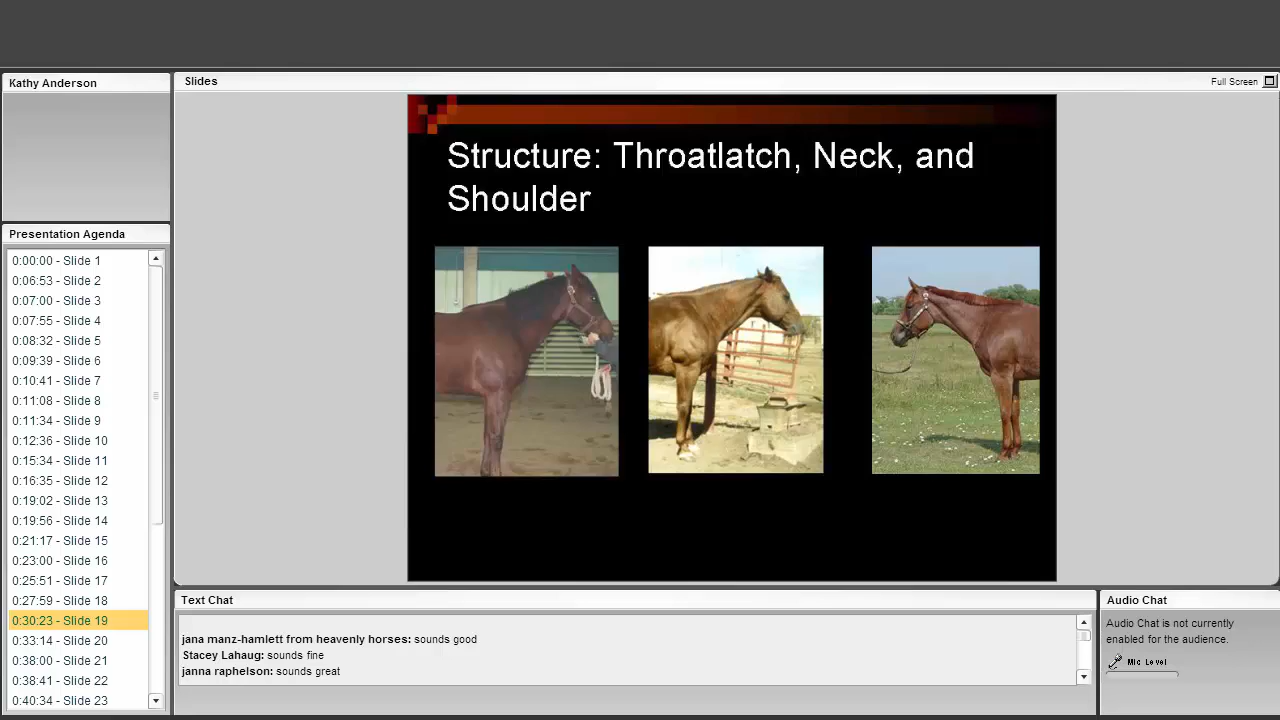 Kathy Anderson
Slides
Full Screen
Structure: Throatlatch, Neck, and
Shoulder
Presentation Agenda
0:00:00 - Slide 1
0:06:53 - Slide 2
0:07:00 - Slide 3
0:07:55 - Slide 4
0:08:32 - Slide 5
0:09:39 - Slide 6
0:10:41 - Slide 7
0:11:08 - Slide 8
0:11:34 - Slide 9
0:12:36 - Slide 10
0:15:34 - Slide 11
0:16:35 - Slide 12
0:19:02 - Slide 13
0:19:56 - Slide 14
0:21:17 - Slide 15
0:23:00 - Slide 16
0:25:51 - Slide 17
0:27:59 - Slide 18
0:30:23 - Slide 19
0:33:14 - Slide 20
0:38:00 - Slide 21
0:38:41 - Slide 22
0:40:34 - Slide 23
Text Chat
jana manz-hamlett from heavenly horses: sounds good
Stacey Lahaug: sounds fine
janna raphelson: sounds great
Audio Chat
Audio Chat is not currently
enabled for the audience.
Mic Level